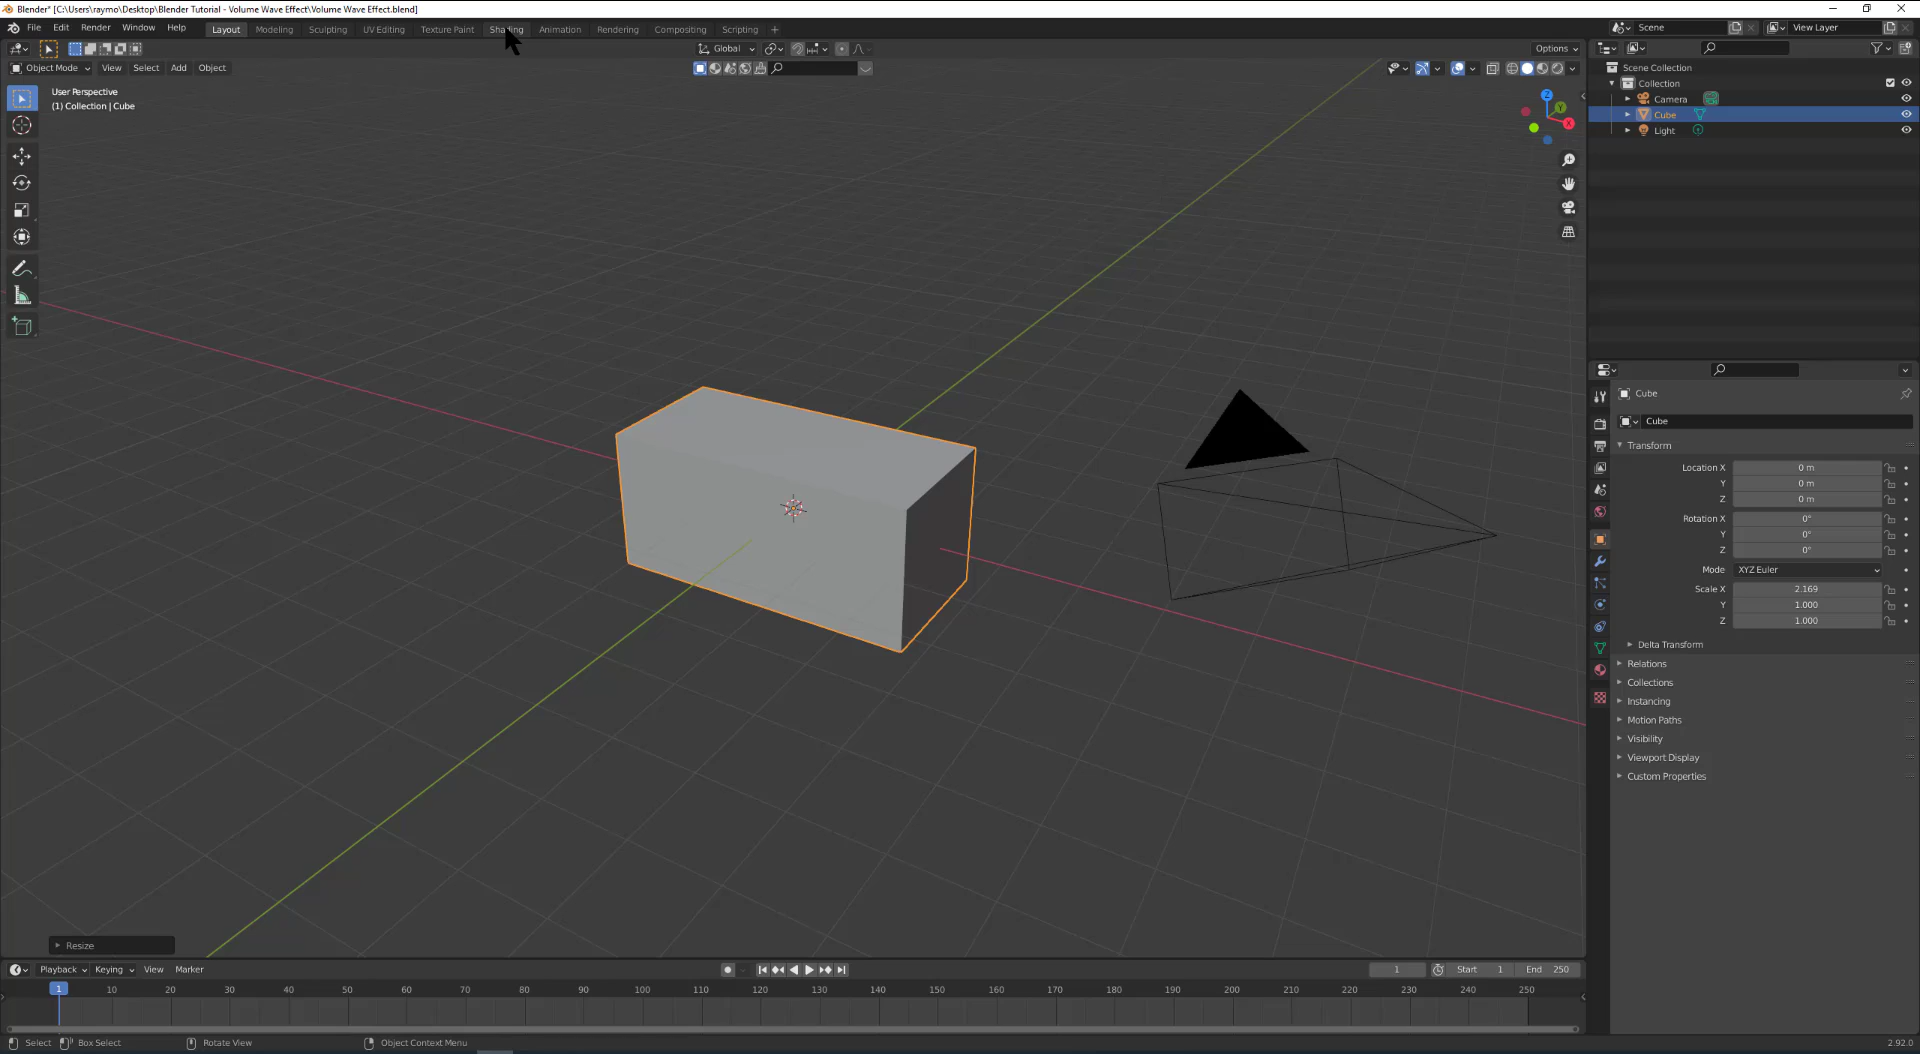 Blender* [C:\Users\raymo\Desktop\Blender Tutorial - Volume Wave Effect\Volume Wave Effect.blend]
File Edit Render Window Help Layout Modeling Sculpting UV Editing Texture Paint Shading Animation Rendering Compositing Scripting + Scene View Layer
Global Options
Object Mode View Select Add Object
User Perspective
(1) Collection | Cube
Z
Y
X
Scene Collection
Collection
Camera
Cube
Light
Cube
Cube
Transform
Location X 0 m
Y 0 m
Z 0 m
Rotation X 0°
Y 0°
Z 0°
Mode XYZ Euler
Scale X 2.169
Y 1.000
Z 1.000
Delta Transform
Relations
Collections
Instancing
Motion Paths
Visibility
Viewport Display
Custom Properties
Resize
Playback Keying View Marker 1 Start 1 End 250
1 10 20 30 40 50 60 70 80 90 100 110 120 130 140 150 160 170 180 190 200 210 220 230 240 250
Select Box Select Rotate View Object Context Menu 2.92.0